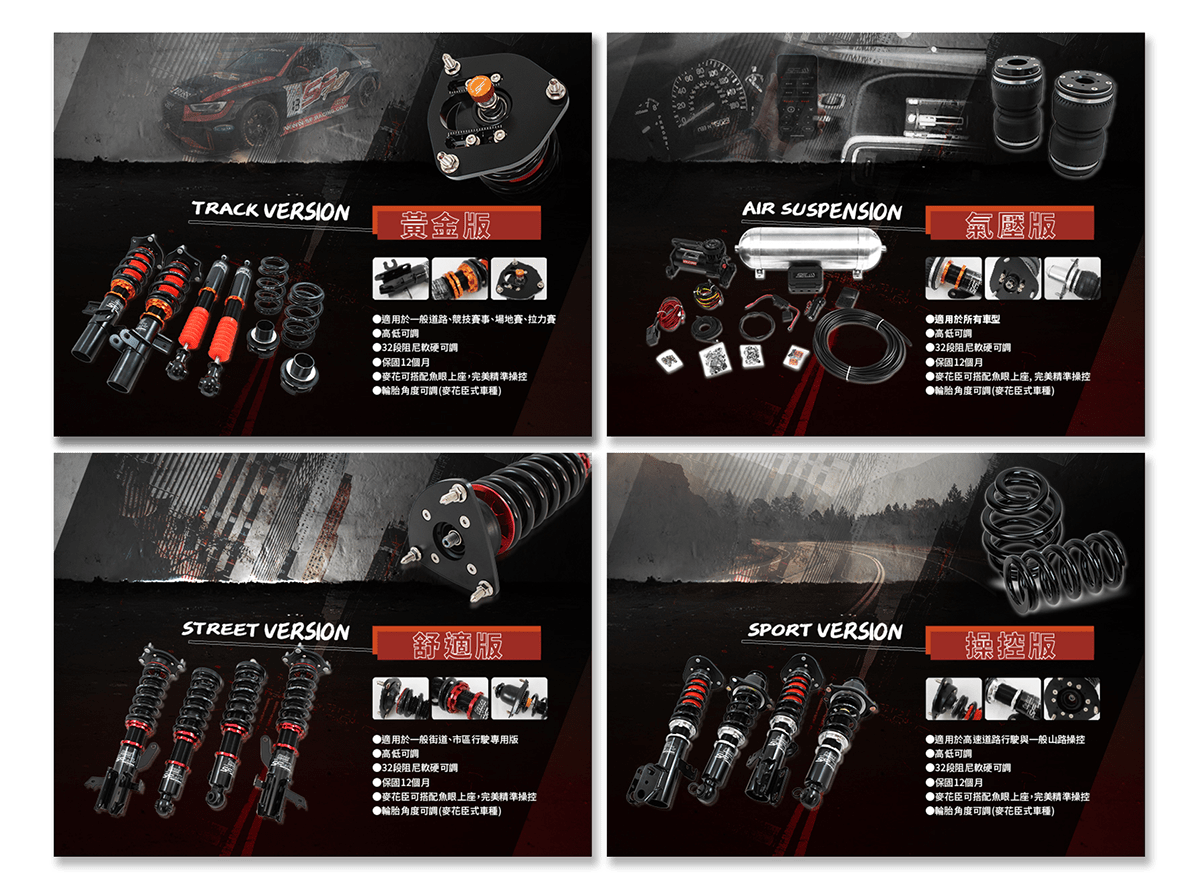 TRACK VERSION
黃金版
●適用於一般道路、競技賽事、場地賽、拉力賽
●高低可調
●32段阻尼軟硬可調
●保固12個月
●麥花可搭配魚眼上座，完美精準操控
●輪胎角度可調(麥花臣式車種)
AIR SUSPENSION
氣壓版
●適用於所有車型
●高低可調
●32段阻尼軟硬可調
●保固12個月
●麥花臣可搭配魚眼上座, 完美精準操控
●輪胎角度可調(麥花臣式車種)
STREET VERSION
舒適版
●適用於一般街道、市區行駛專用版
●高低可調
●32段阻尼軟硬可調
●保固12個月
●麥花臣可搭配魚眼上座，完美精準操控
●輪胎角度可調(麥花臣式車種)
SPORT VERSION
操控版
●適用於高速道路行駛與一般山路操控
●高低可調
●32段阻尼軟硬可調
●保固12個月
●麥花臣可搭配魚眼上座，完美精準操控
●輪胎角度可調(麥花臣式車種)